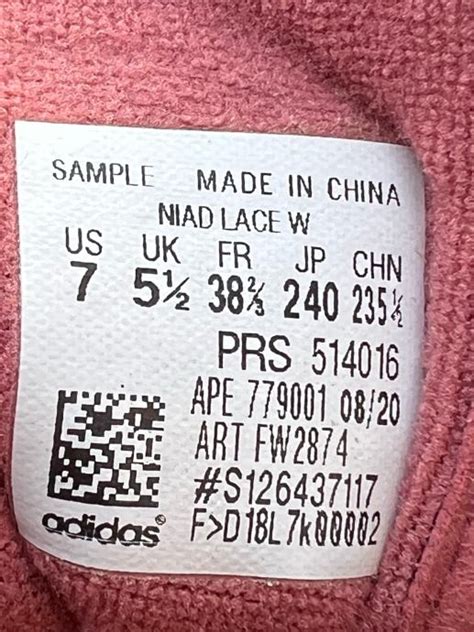 SAMPLE MADE IN CHINA
NIAD LACE W
US UK FR JP CHN
7 5½ 38⅔ 240 235½
PRS 514016
APE 779001 08/20
ART FW2874
#S126437117
adidas® F>D18L7k00002